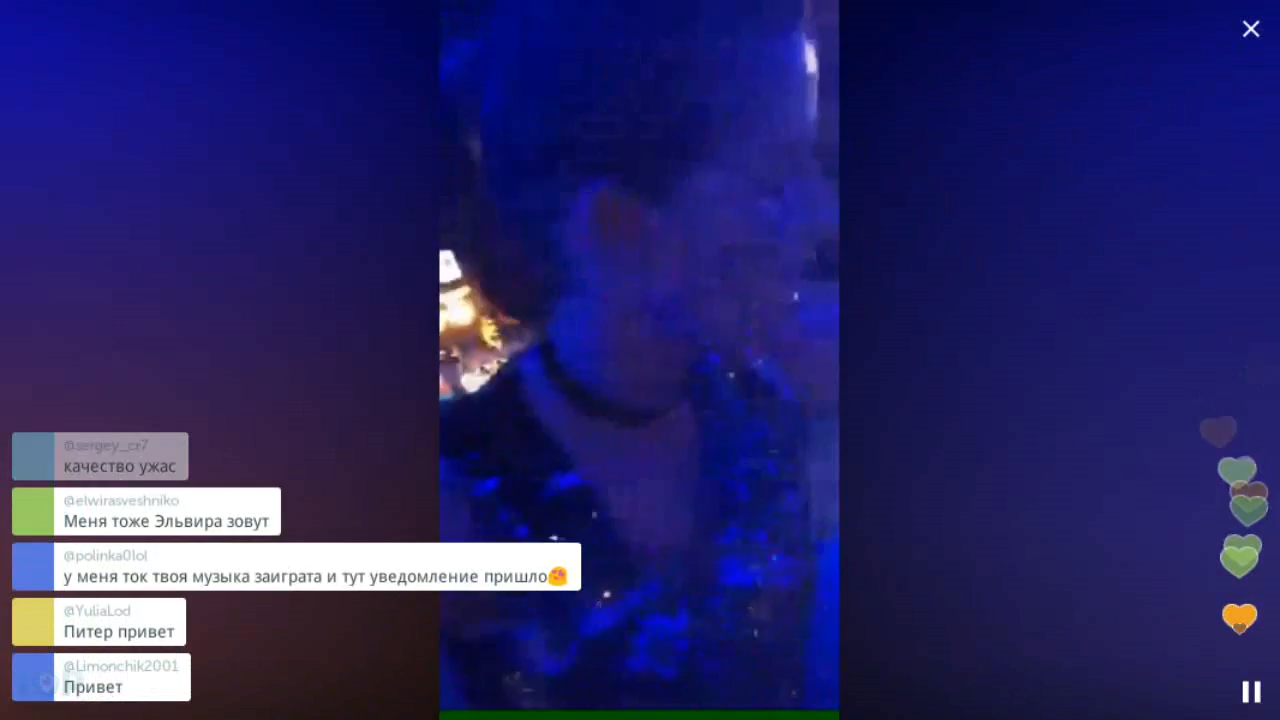 @sergey_cr7
качество ужас
@elwirasveshniko
Меня тоже Эльвира зовут
@polinka0lol
у меня ток твоя музыка заиграта и тут уведомление пришло😍
@YuliaLod
Питер привет
@Limonchik2001
Привет